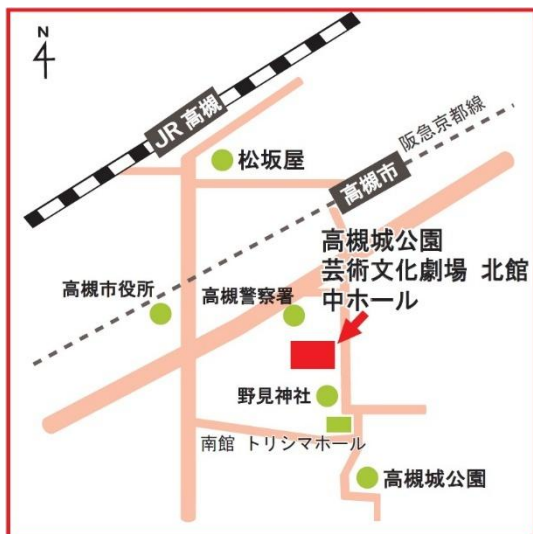 N
JR 高槻
松坂屋
阪急京都線
高槻市
高槻城公園
芸術文化劇場 北館
中ホール
高槻市役所
高槻警察署
野見神社
南館 トリシマホール
高槻城公園